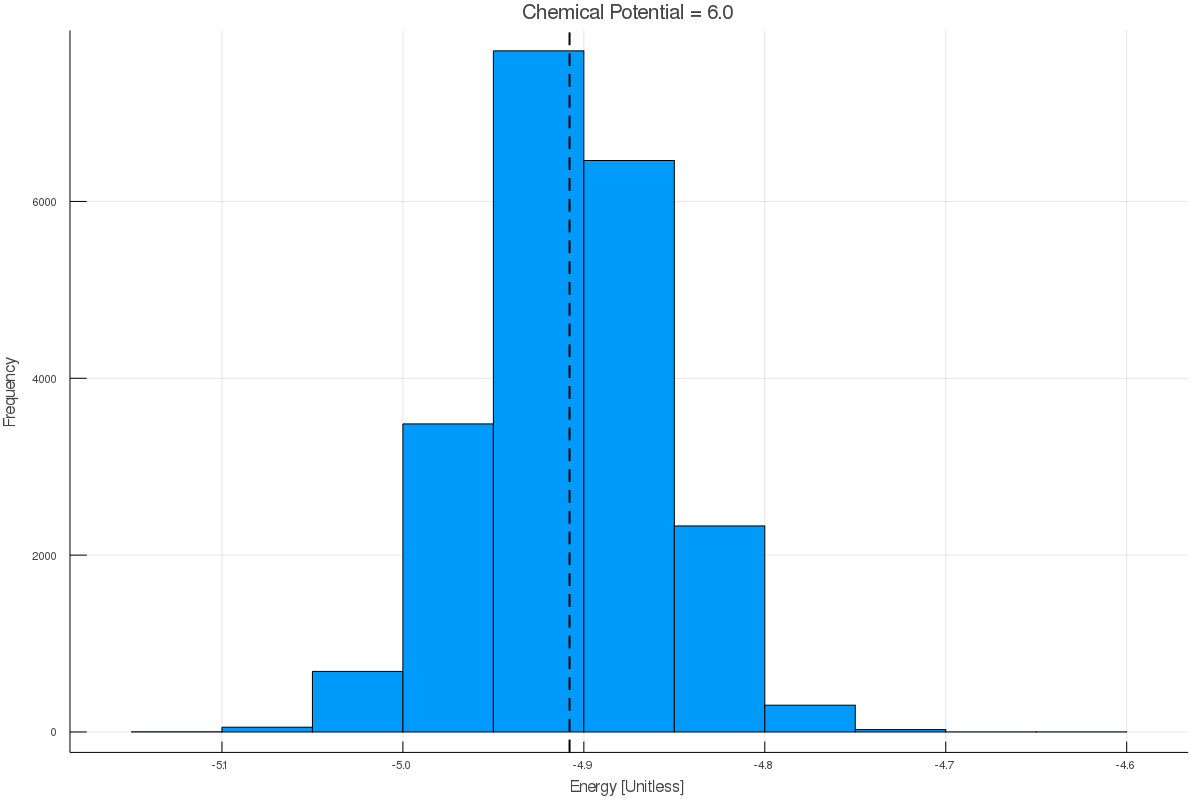 Chemical Potential = 6.0
Frequency
6000
4000
2000
0
-5.1 -5.0 -4.9 -4.8 -4.7 -4.6
Energy [Unitless]